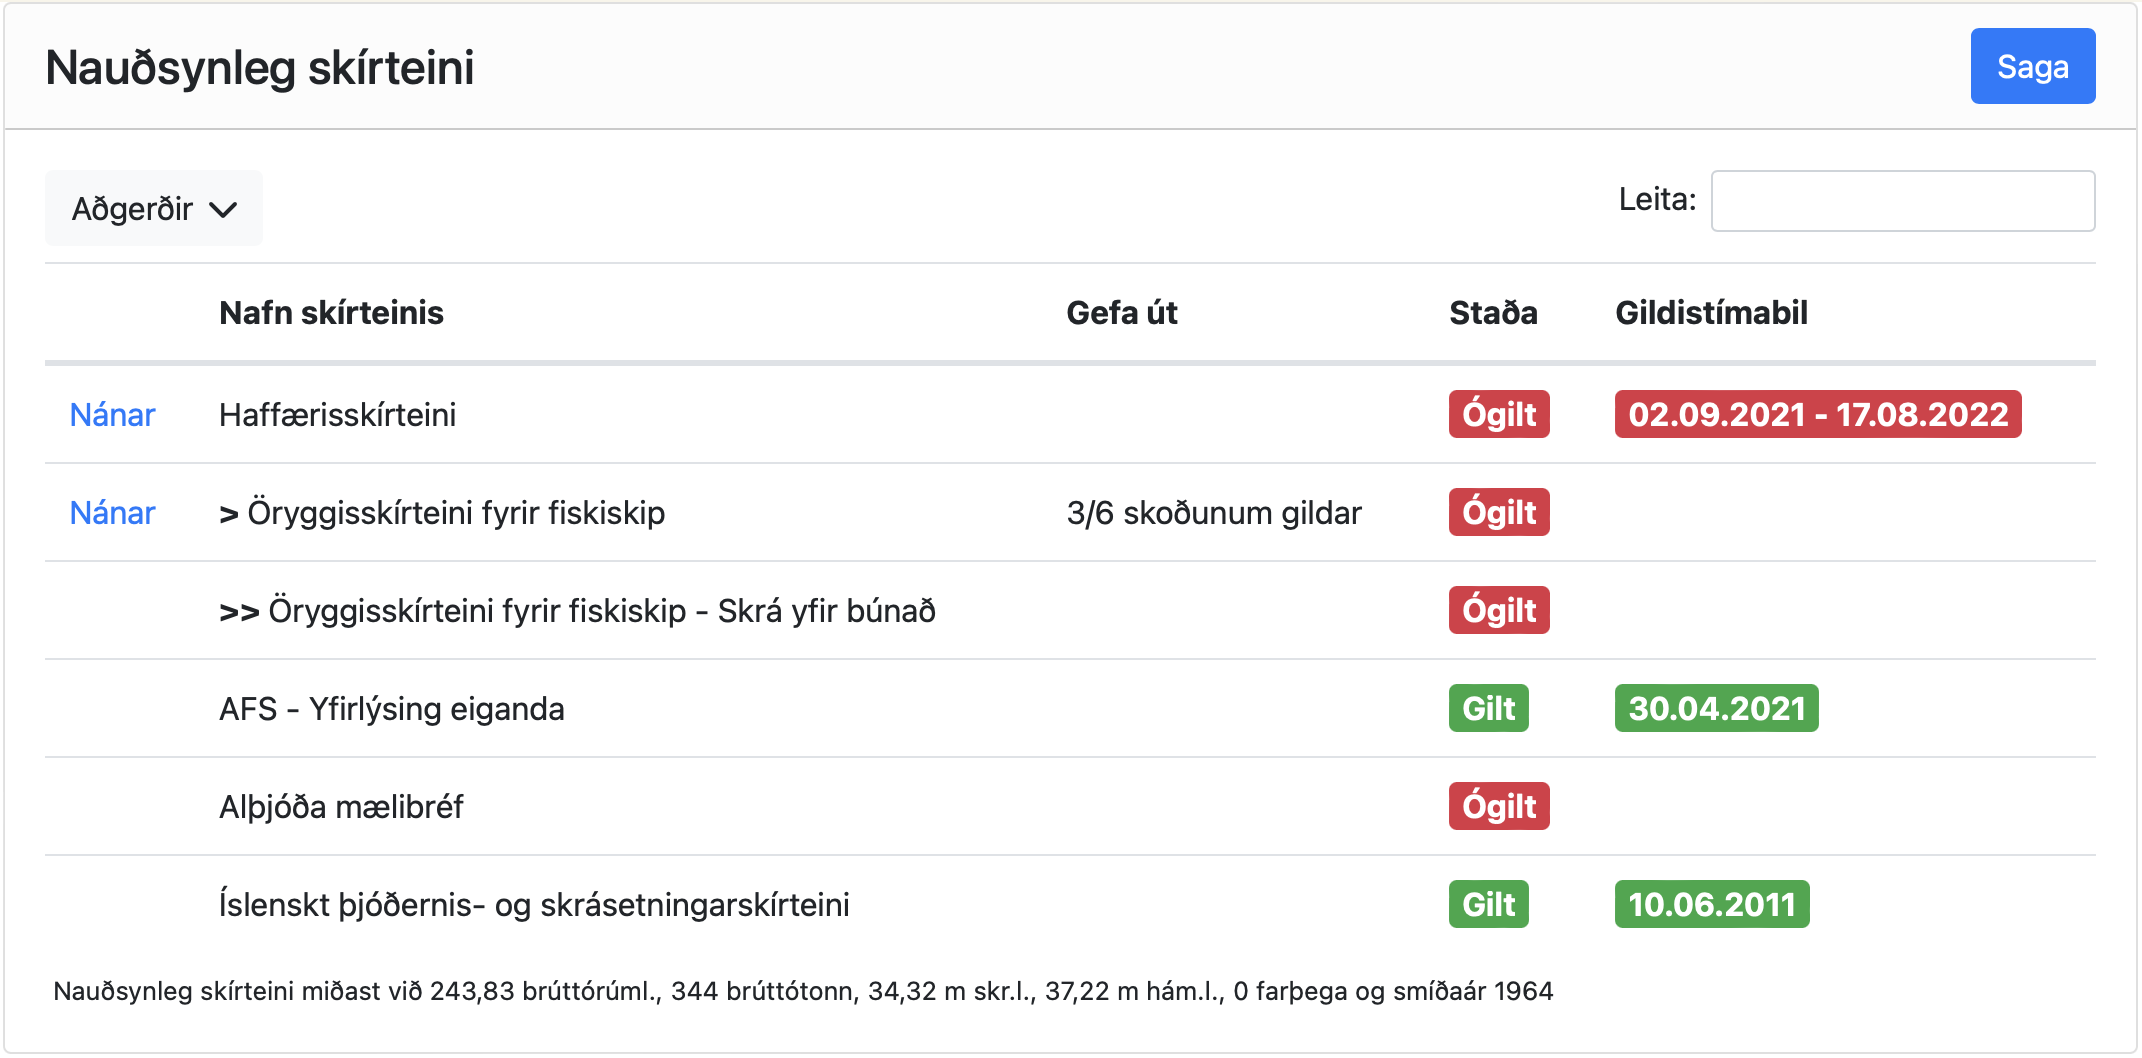 Nauðsynleg skírteini
Saga
Aðgerðir
Leita:
Nafn skírteinis Gefa út Staða Gildistímabil
Nánar Haffærisskírteini Ógilt 02.09.2021 - 17.08.2022
Nánar > Öryggisskírteini fyrir fiskiskip 3/6 skoðunum gildar Ógilt
>> Öryggisskírteini fyrir fiskiskip - Skrá yfir búnað Ógilt
AFS - Yfirlýsing eiganda Gilt 30.04.2021
Alþjóða mælibréf Ógilt
Íslenskt þjóðernis- og skrásetningarskírteini Gilt 10.06.2011
Nauðsynleg skírteini miðast við 243,83 brúttórúml., 344 brúttótonn, 34,32 m skr.l., 37,22 m hám.l., 0 farþega og smíðaár 1964